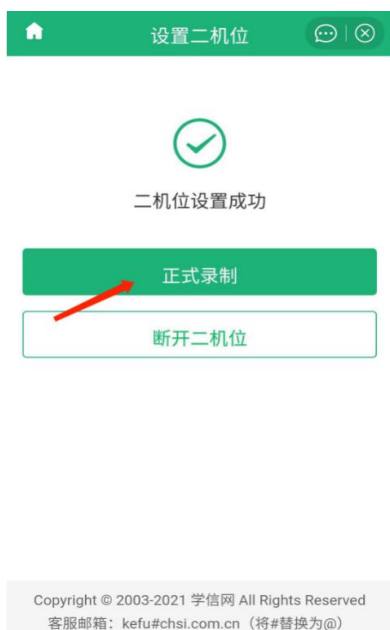 设置二机位
二机位设置成功
正式录制
断开二机位
Copyright © 2003-2021 学信网 All Rights Reserved
客服邮箱：kefu#chsi.com.cn（将#替换为@）